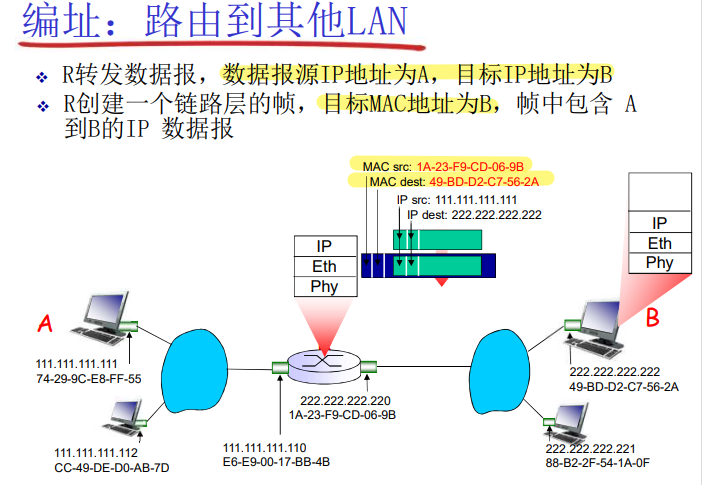 编址：路由到其他LAN
R转发数据报，数据报源IP地址为A，目标IP地址为B
R创建一个链路层的帧，目标MAC地址为B，帧中包含 A
到B的IP 数据报
MAC src: 1A-23-F9-CD-06-9B
MAC dest: 49-BD-D2-C7-56-2A
IP src: 111.111.111.111
IP dest: 222.222.222.222
IP
Eth
Phy
IP
Eth
Phy
A
B
111.111.111.111
74-29-9C-E8-FF-55
222.222.222.222
49-BD-D2-C7-56-2A
222.222.222.220
1A-23-F9-CD-06-9B
111.111.111.112
CC-49-DE-D0-AB-7D
111.111.111.110
E6-E9-00-17-BB-4B
222.222.222.221
88-B2-2F-54-1A-0F